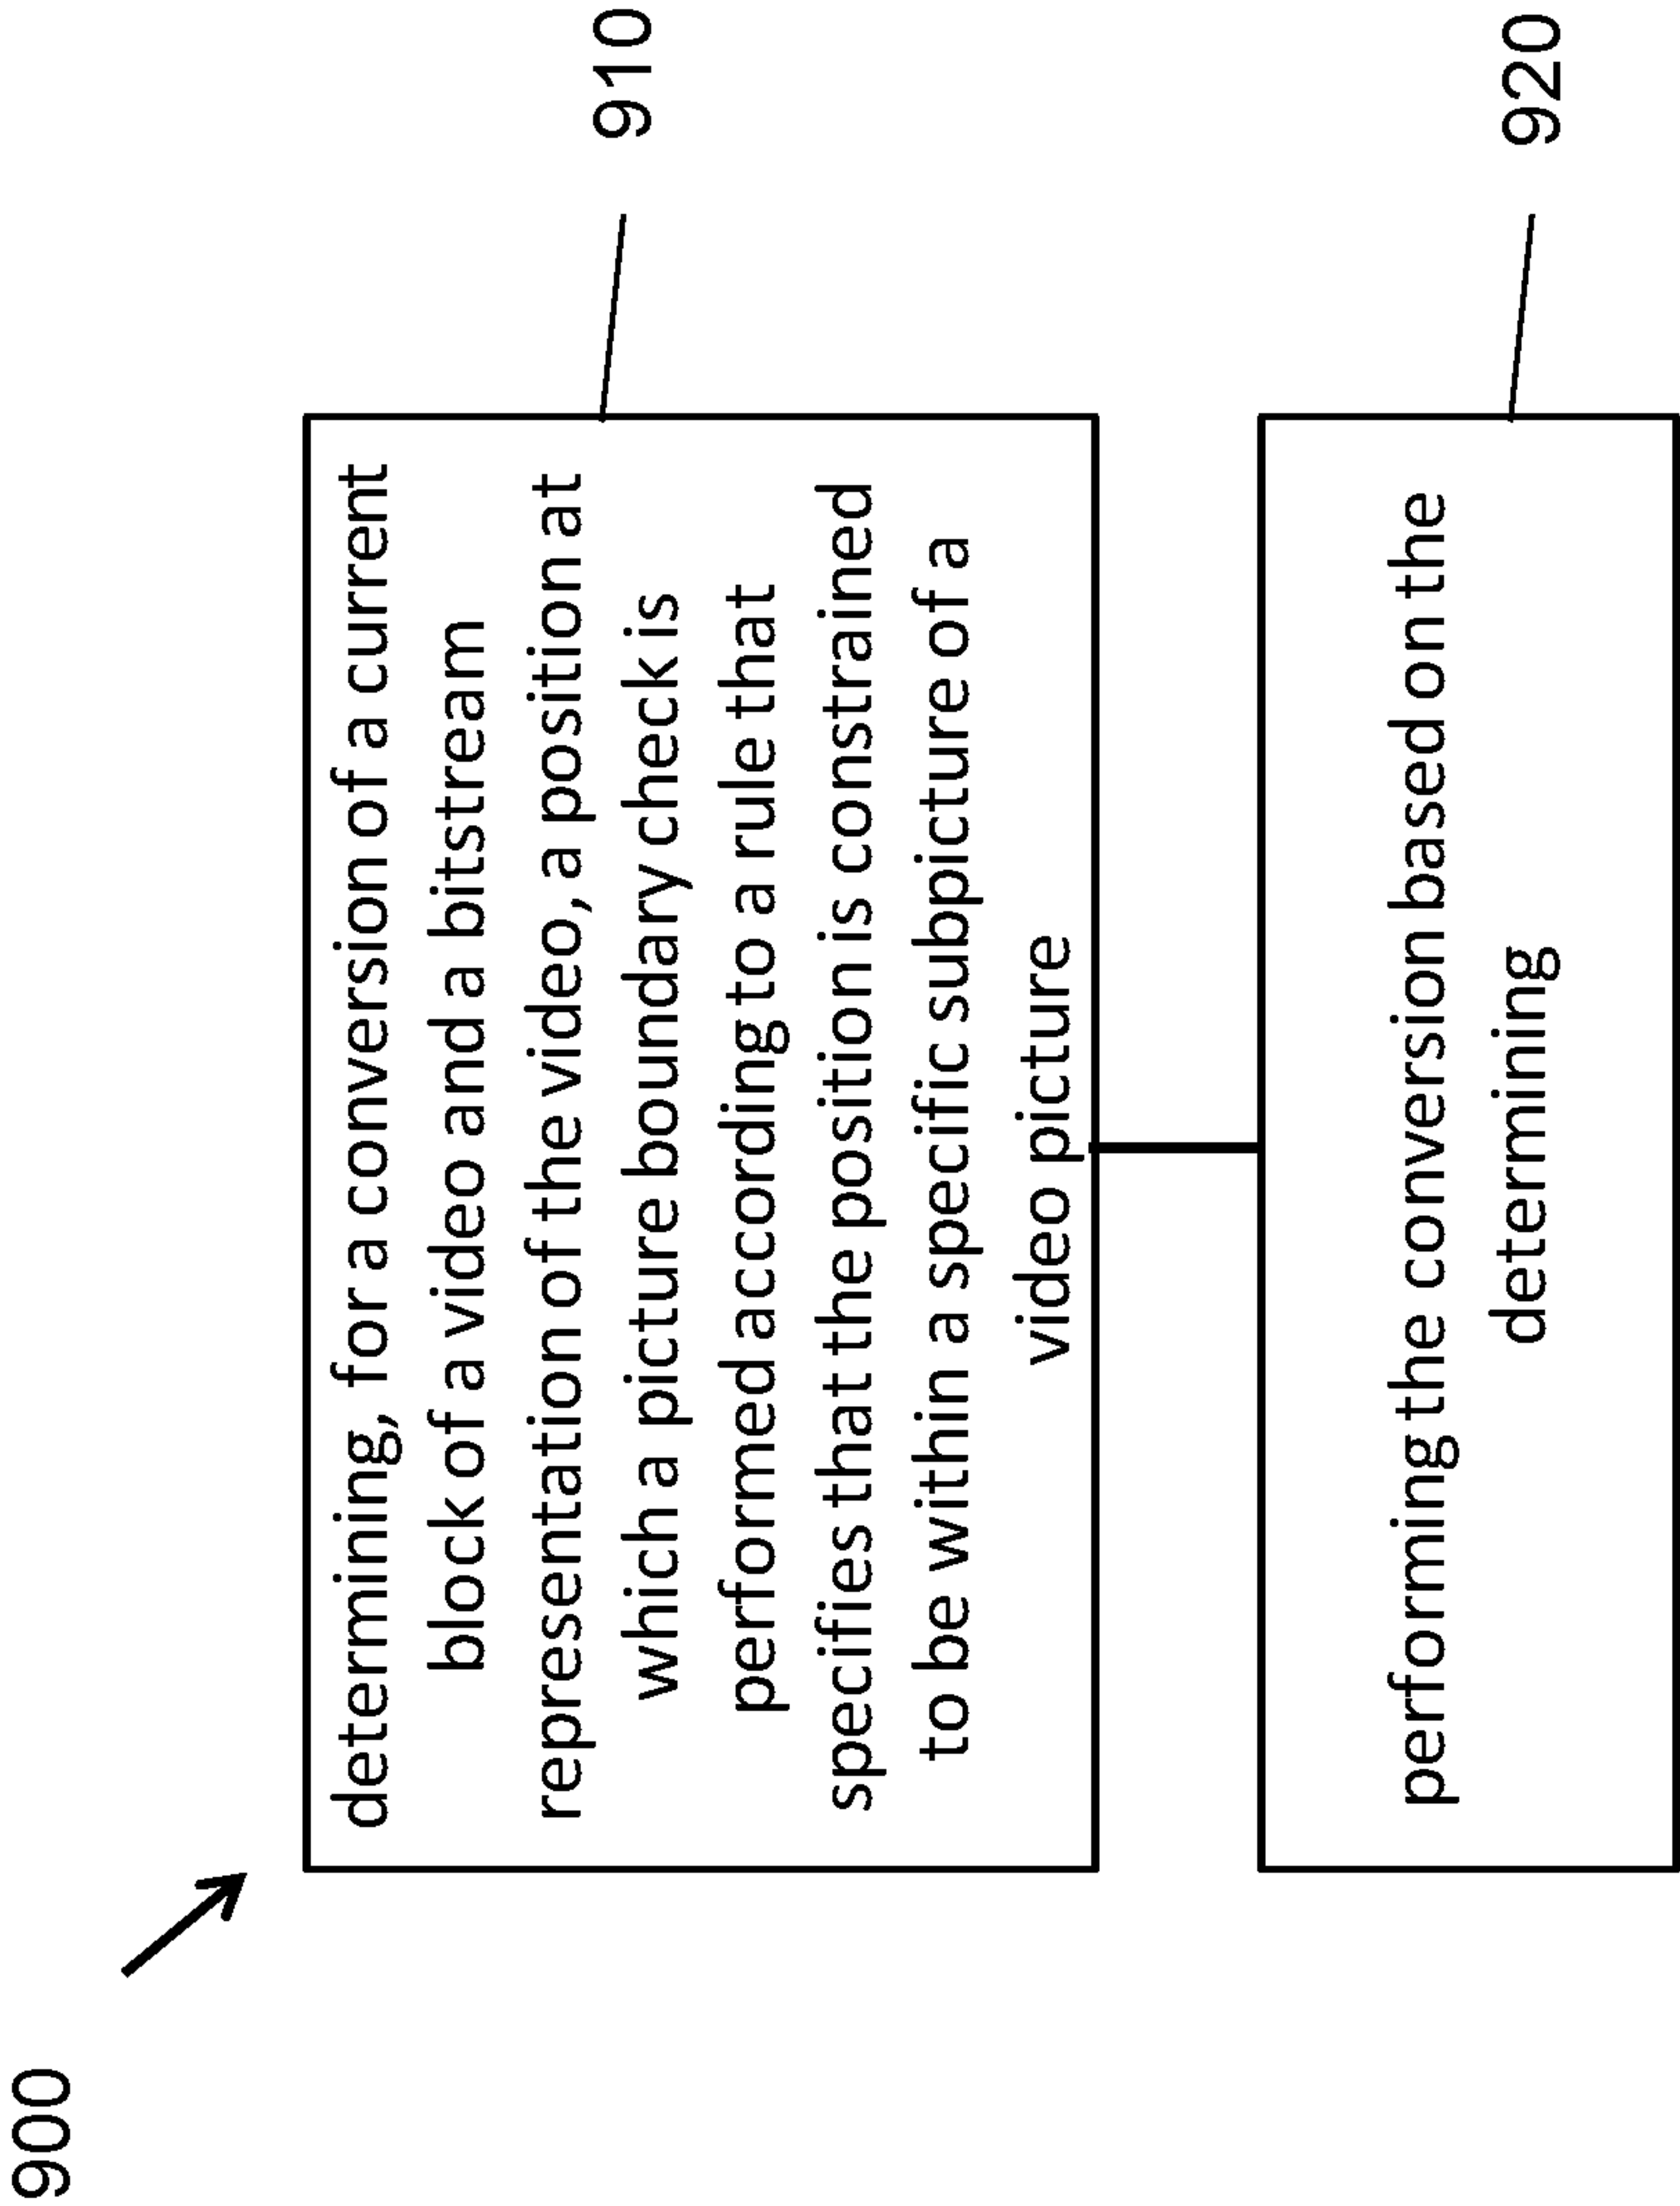 900
determining, for a conversion of a current
block of a video and a bitstream
representation of the video, a position at
which a picture boundary check is
performed according to a rule that
specifies that the position is constrained
to be within a specific subpicture of a
video picture
910
performing the conversion based on the
determining
920